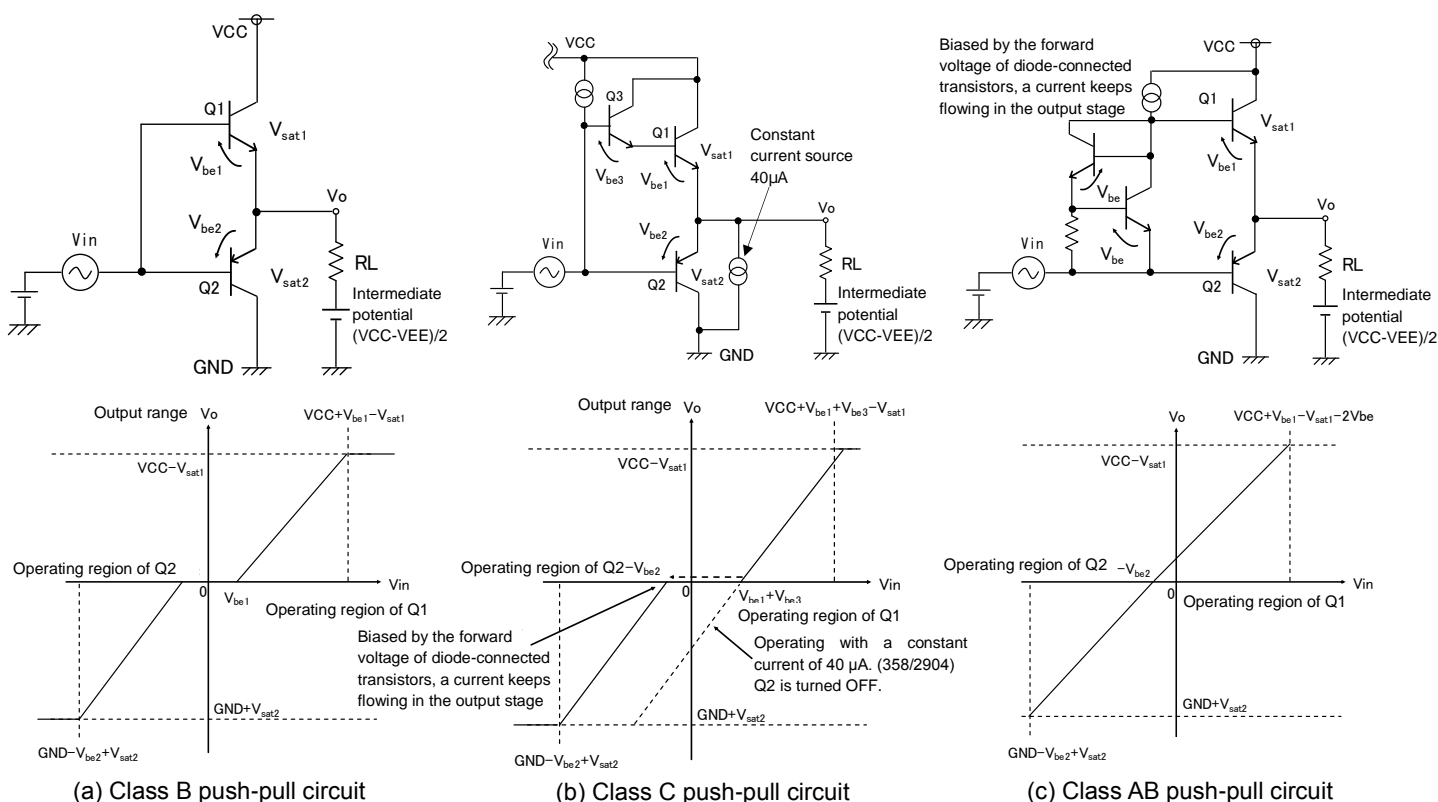 VCC
Q1
Vsat1
Vbe1
Vo
Vbe2
Vin
RL
Q2
Vsat2
Intermediate
potential
(VCC-VEE)/2
GND
VCC
Q3
Q1
Constant
current source
40µA
Vsat1
Vbe3
Vbe1
Vo
Vbe2
Vin
RL
Vsat2
Q2
Intermediate
potential
(VCC-VEE)/2
GND
Biased by the forward
voltage of diode-connected
transistors, a current keeps
flowing in the output stage
VCC
Q1
Vsat1
Vbe1
Vbe
Vo
Vbe2
Vbe
Vin
RL
Vsat2
Q2
Intermediate
potential
(VCC-VEE)/2
GND
Output range
Vo
VCC+Vbe1−Vsat1
VCC−Vsat1
Operating region of Q2
0
Vbe1
Vin
Operating region of Q1
GND+Vsat2
GND−Vbe2+Vsat2
(a) Class B push-pull circuit
Output range
Vo
VCC+Vbe1+Vbe3−Vsat1
VCC−Vsat1
Operating region of Q2
−Vbe2
0
Vbe1+Vbe3
Vin
Operating region of Q1
Biased by the forward
voltage of diode-connected
transistors, a current keeps
flowing in the output stage
Operating with a constant
current of 40 µA. (358/2904)
Q2 is turned OFF.
GND+Vsat2
GND−Vbe2+Vsat2
(b) Class C push-pull circuit
Vo
VCC+Vbe1−Vsat1−2Vbe
VCC−Vsat1
Operating region of Q2
−Vbe2
0
Vin
Operating region of Q1
GND+Vsat2
GND−Vbe2+Vsat2
(c) Class AB push-pull circuit